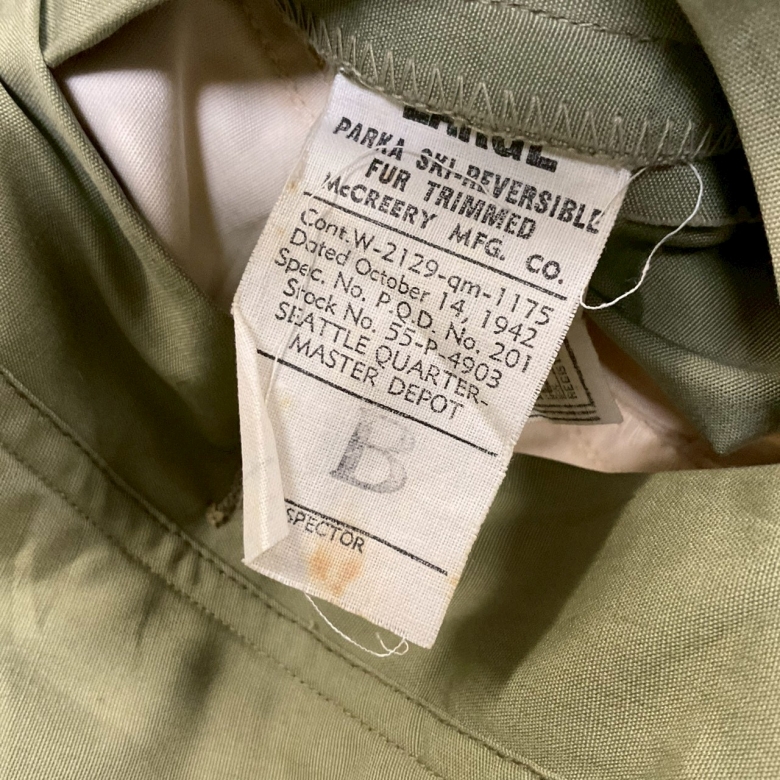 LARGE
PARKA SKI-REVERSIBLE
FUR TRIMMED
McCREERY MFG. CO.
Cont.W-2129-qm-1175
Dated October 14, 1942
Spec. No. P.Q.D. No. 201
Stock No. 55-P-4903
SEATTLE QUARTER-
MASTER DEPOT
B
SPECTOR